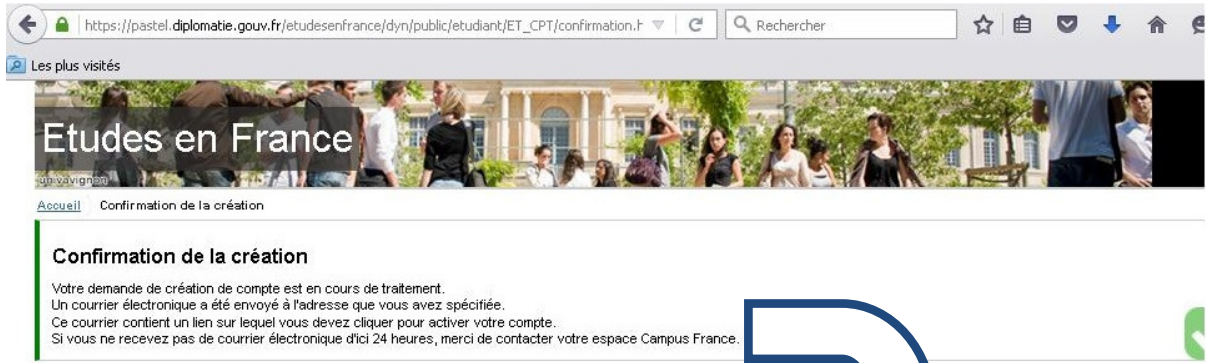 https://pastel.diplomatie.gouv.fr/etudesenfrance/dyn/public/etudiant/ET_CPT/confirmation.h
Rechercher
Les plus visités
Etudes en France
univavignon
Accueil Confirmation de la création
Confirmation de la création
Votre demande de création de compte est en cours de traitement.
Un courrier électronique a été envoyé à l'adresse que vous avez spécifiée.
Ce courrier contient un lien sur lequel vous devez cliquer pour activer votre compte.
Si vous ne recevez pas de courrier électronique d'ici 24 heures, merci de contacter votre espace Campus France.